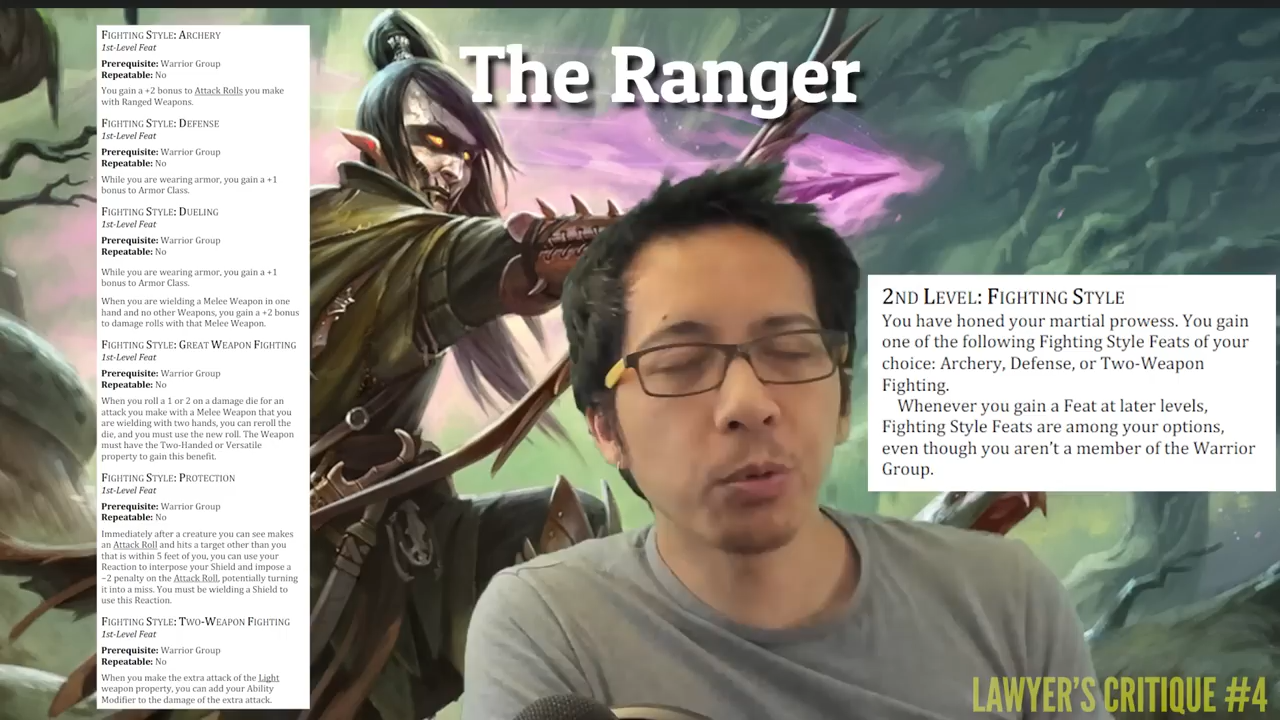 The Ranger
FIGHTING STYLE: ARCHERY
1st-Level Feat
Prerequisite: Warrior Group
Repeatable: No
You gain a +2 bonus to Attack Rolls you make
with Ranged Weapons.
FIGHTING STYLE: DEFENSE
1st-Level Feat
Prerequisite: Warrior Group
Repeatable: No
While you are wearing armor, you gain a +1
bonus to Armor Class.
FIGHTING STYLE: DUELING
1st-Level Feat
Prerequisite: Warrior Group
Repeatable: No
While you are wearing armor, you gain a +1
bonus to Armor Class.
When you are wielding a Melee Weapon in one
hand and no other Weapons, you gain a +2 bonus
to damage rolls with that Melee Weapon.
FIGHTING STYLE: GREAT WEAPON FIGHTING
1st-Level Feat
Prerequisite: Warrior Group
Repeatable: No
When you roll a 1 or 2 on a damage die for an
attack you make with a Melee Weapon that you
are wielding with two hands, you can reroll the
die, and you must use the new roll. The Weapon
must have the Two-Handed or Versatile
property to gain this benefit.
FIGHTING STYLE: PROTECTION
1st-Level Feat
Prerequisite: Warrior Group
Repeatable: No
Immediately after a creature you can see makes
an Attack Roll and hits a target other than you
that is within 5 feet of you, you can use your
Reaction to interpose your Shield and impose a
−2 penalty on the Attack Roll, potentially turning
it into a miss. You must be wielding a Shield to
use this Reaction.
FIGHTING STYLE: TWO-WEAPON FIGHTING
1st-Level Feat
Prerequisite: Warrior Group
Repeatable: No
When you make the extra attack of the Light
weapon property, you can add your Ability
Modifier to the damage of the extra attack.
2ND LEVEL: FIGHTING STYLE
You have honed your martial prowess. You gain
one of the following Fighting Style Feats of your
choice: Archery, Defense, or Two-Weapon
Fighting.
Whenever you gain a Feat at later levels,
Fighting Style Feats are among your options,
even though you aren't a member of the Warrior
Group.
LAWYER'S CRITIQUE #4